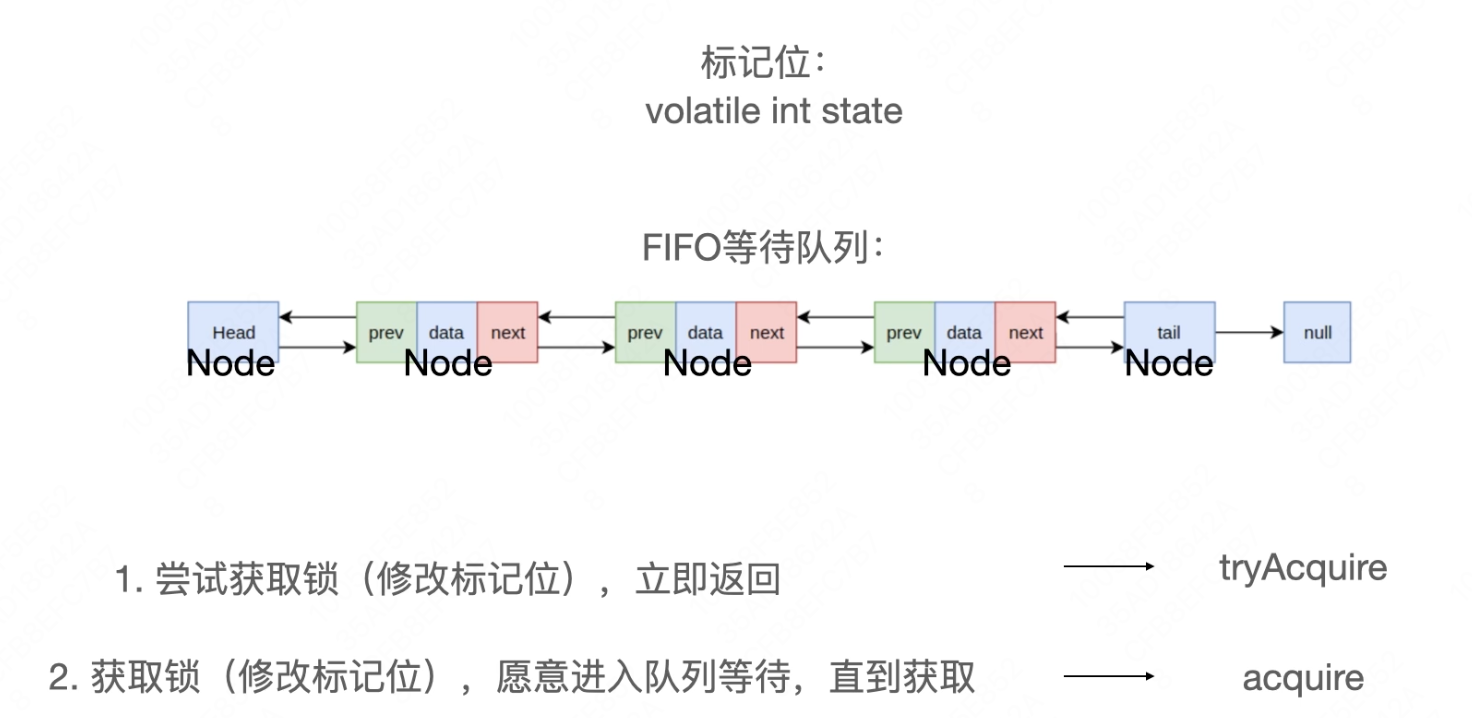 标记位：
volatile int state
FIFO等待队列：
Head prev data next prev data next prev data next tail null
Node Node Node Node Node
1. 尝试获取锁（修改标记位），立即返回 tryAcquire
2. 获取锁（修改标记位），愿意进入队列等待，直到获取 acquire